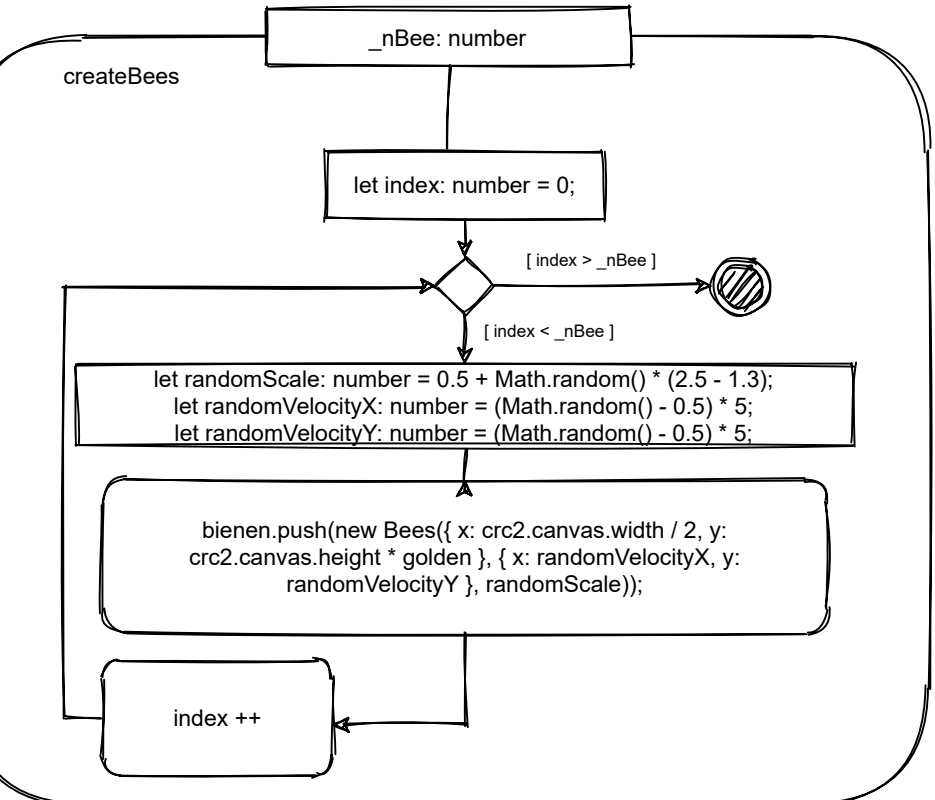 _nBee: number
createBees
let index: number = 0;
[ index > _nBee ]
[ index < _nBee ]
let randomScale: number = 0.5 + Math.random() * (2.5 - 1.3);
let randomVelocityX: number = (Math.random() - 0.5) * 5;
let randomVelocityY: number = (Math.random() - 0.5) * 5;
bienen.push(new Bees({ x: crc2.canvas.width / 2, y:
crc2.canvas.height * golden }, { x: randomVelocityX, y:
randomVelocityY }, randomScale));
index ++